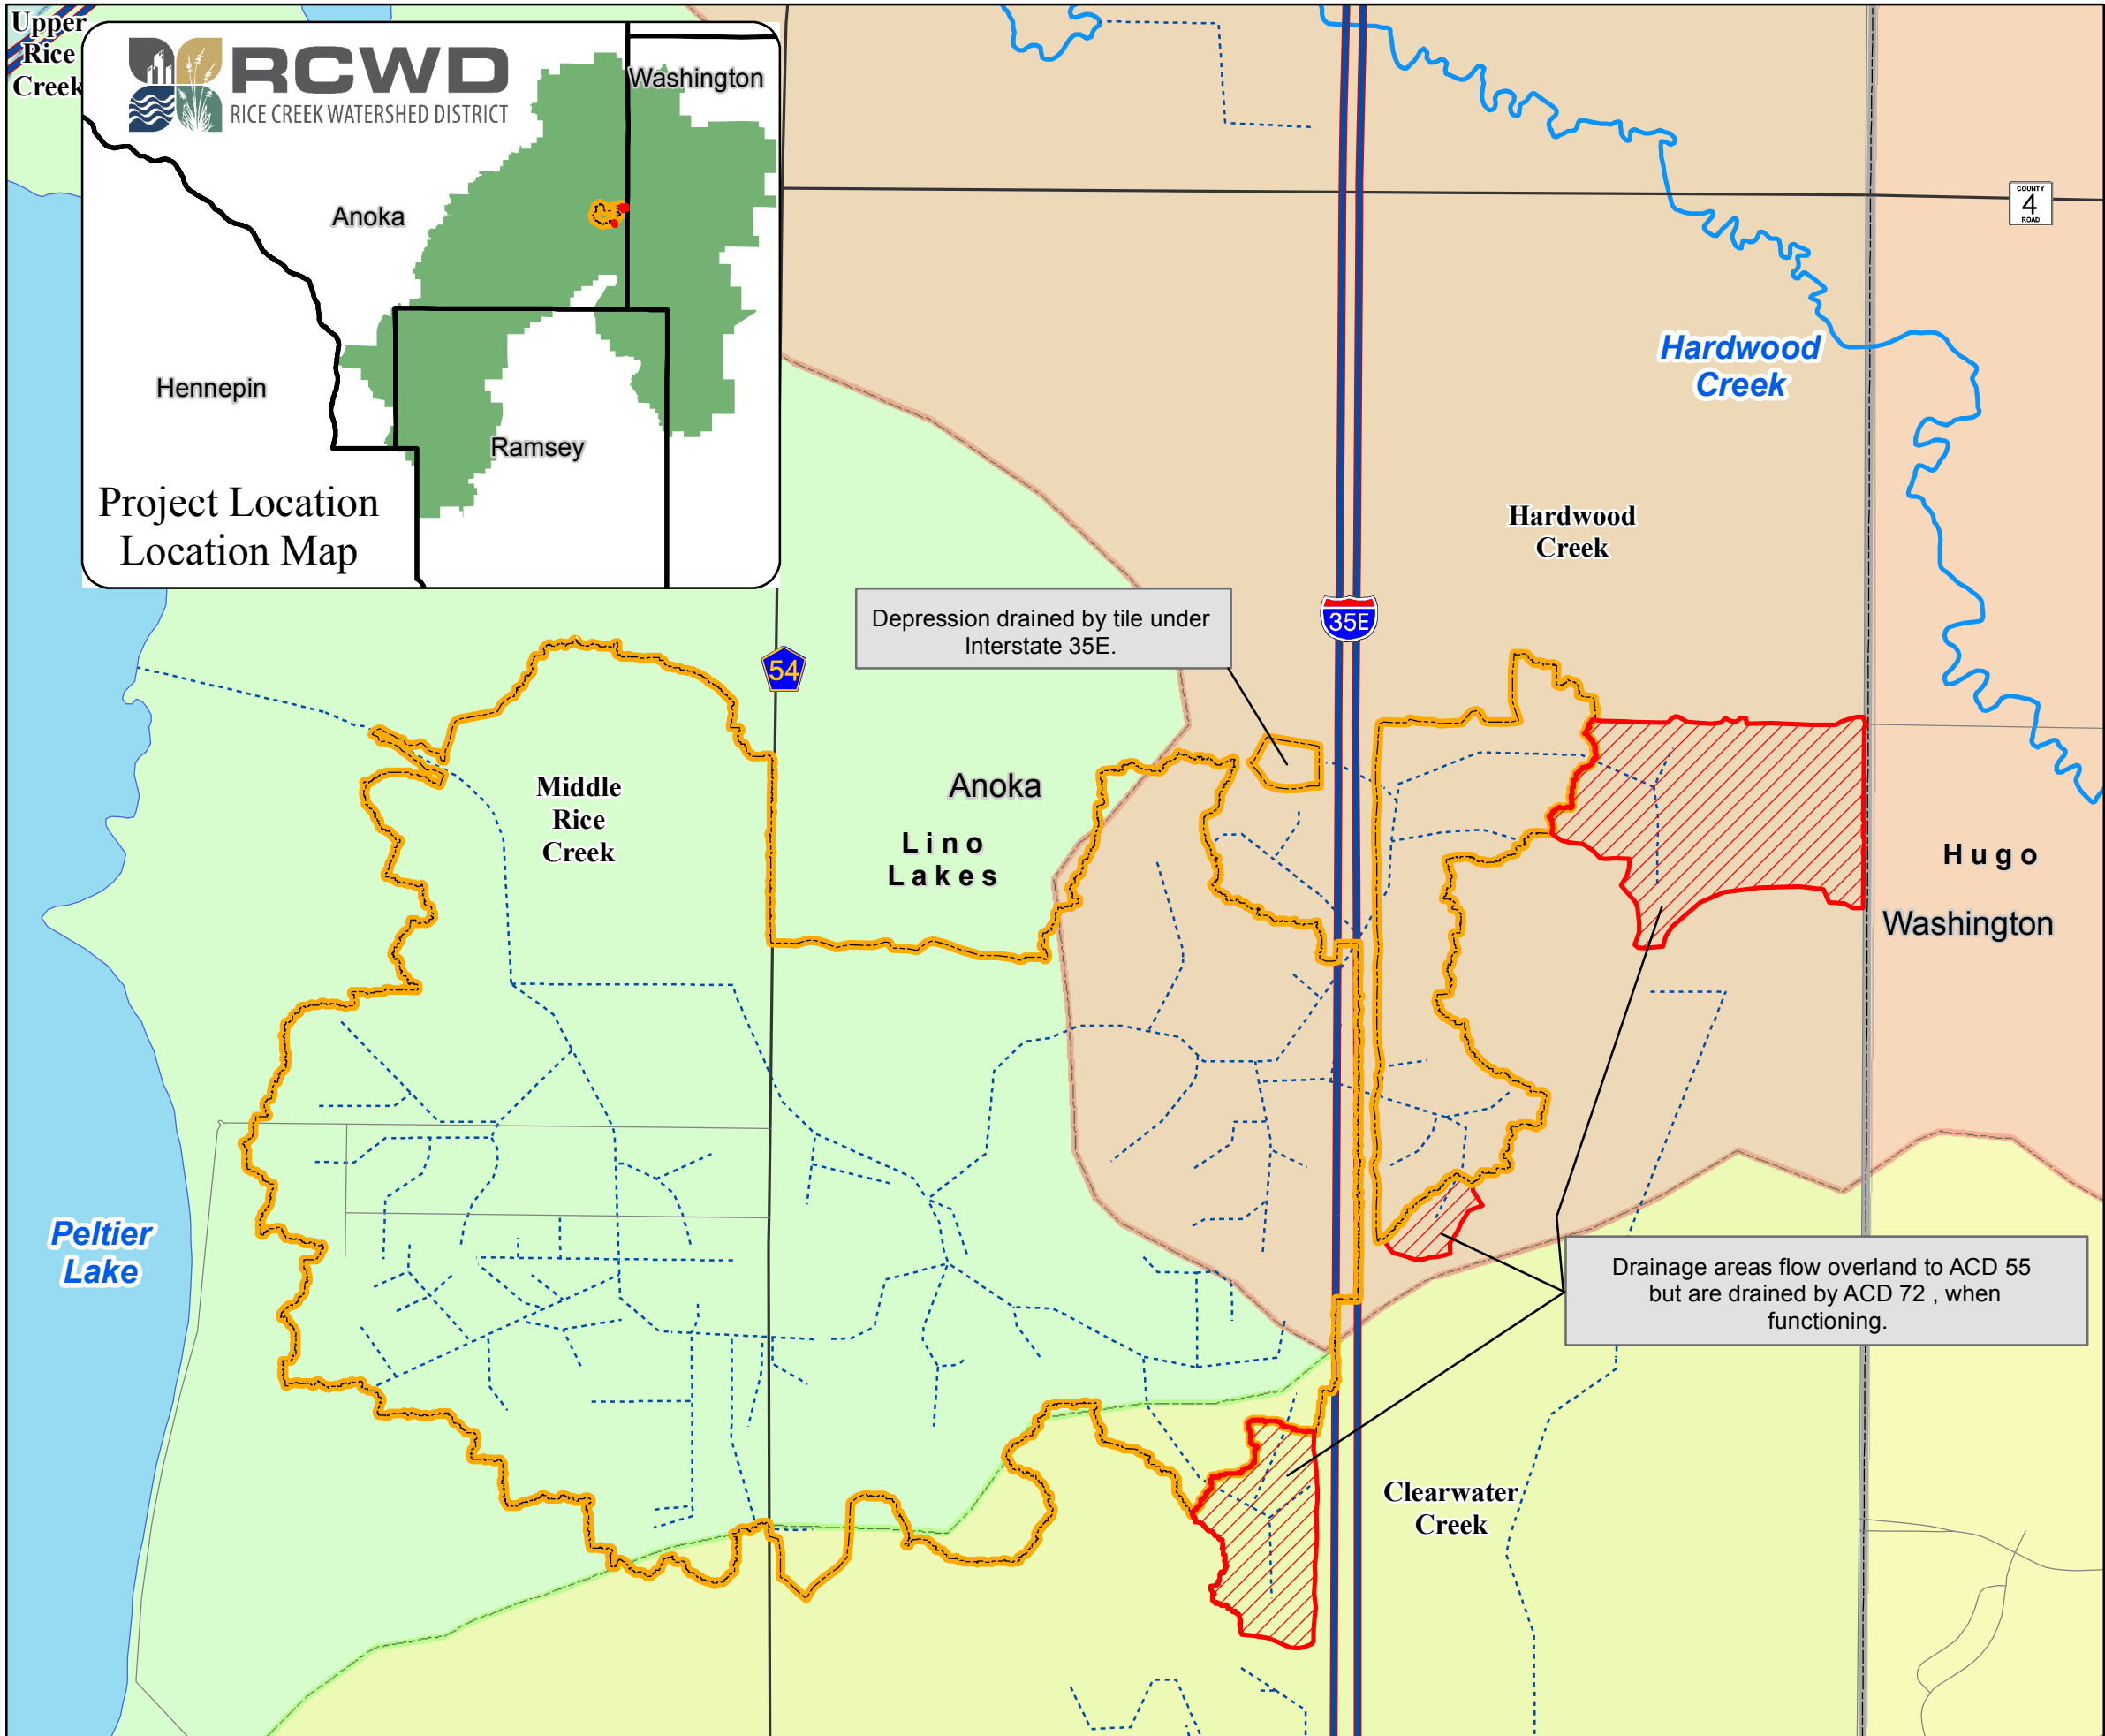 Upper
Rice
Creek
RCWD
RICE CREEK WATERSHED DISTRICT
Washington
Anoka
Hennepin
Ramsey
Project Location
Location Map
COUNTY
4
ROAD
Hardwood
Creek
Hardwood
Creek
Depression drained by tile under
Interstate 35E.
35E
54
Middle
Rice
Creek
Anoka
Lino
Lakes
Hugo
Washington
Peltier
Lake
Drainage areas flow overland to ACD 55
but are drained by ACD 72 , when
functioning.
Clearwater
Creek